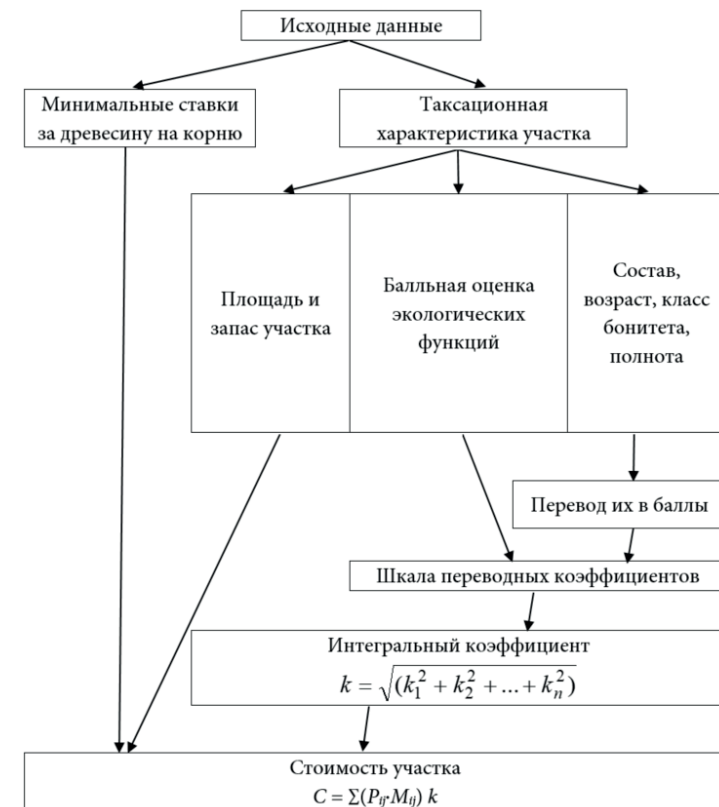 Исходные данные
Минимальные ставки
за древесину на корню
Таксационная
характеристика участка
Площадь и
запас участка
Балльная оценка
экологических
функций
Состав,
возраст, класс
бонитета,
полнота
Перевод их в баллы
Шкала переводных коэффициентов
Интегральный коэффициент
k = √(k₁² + k₂² + ... + kₙ²)
Стоимость участка
C = Σ(Pᵢⱼ·Mᵢⱼ) k